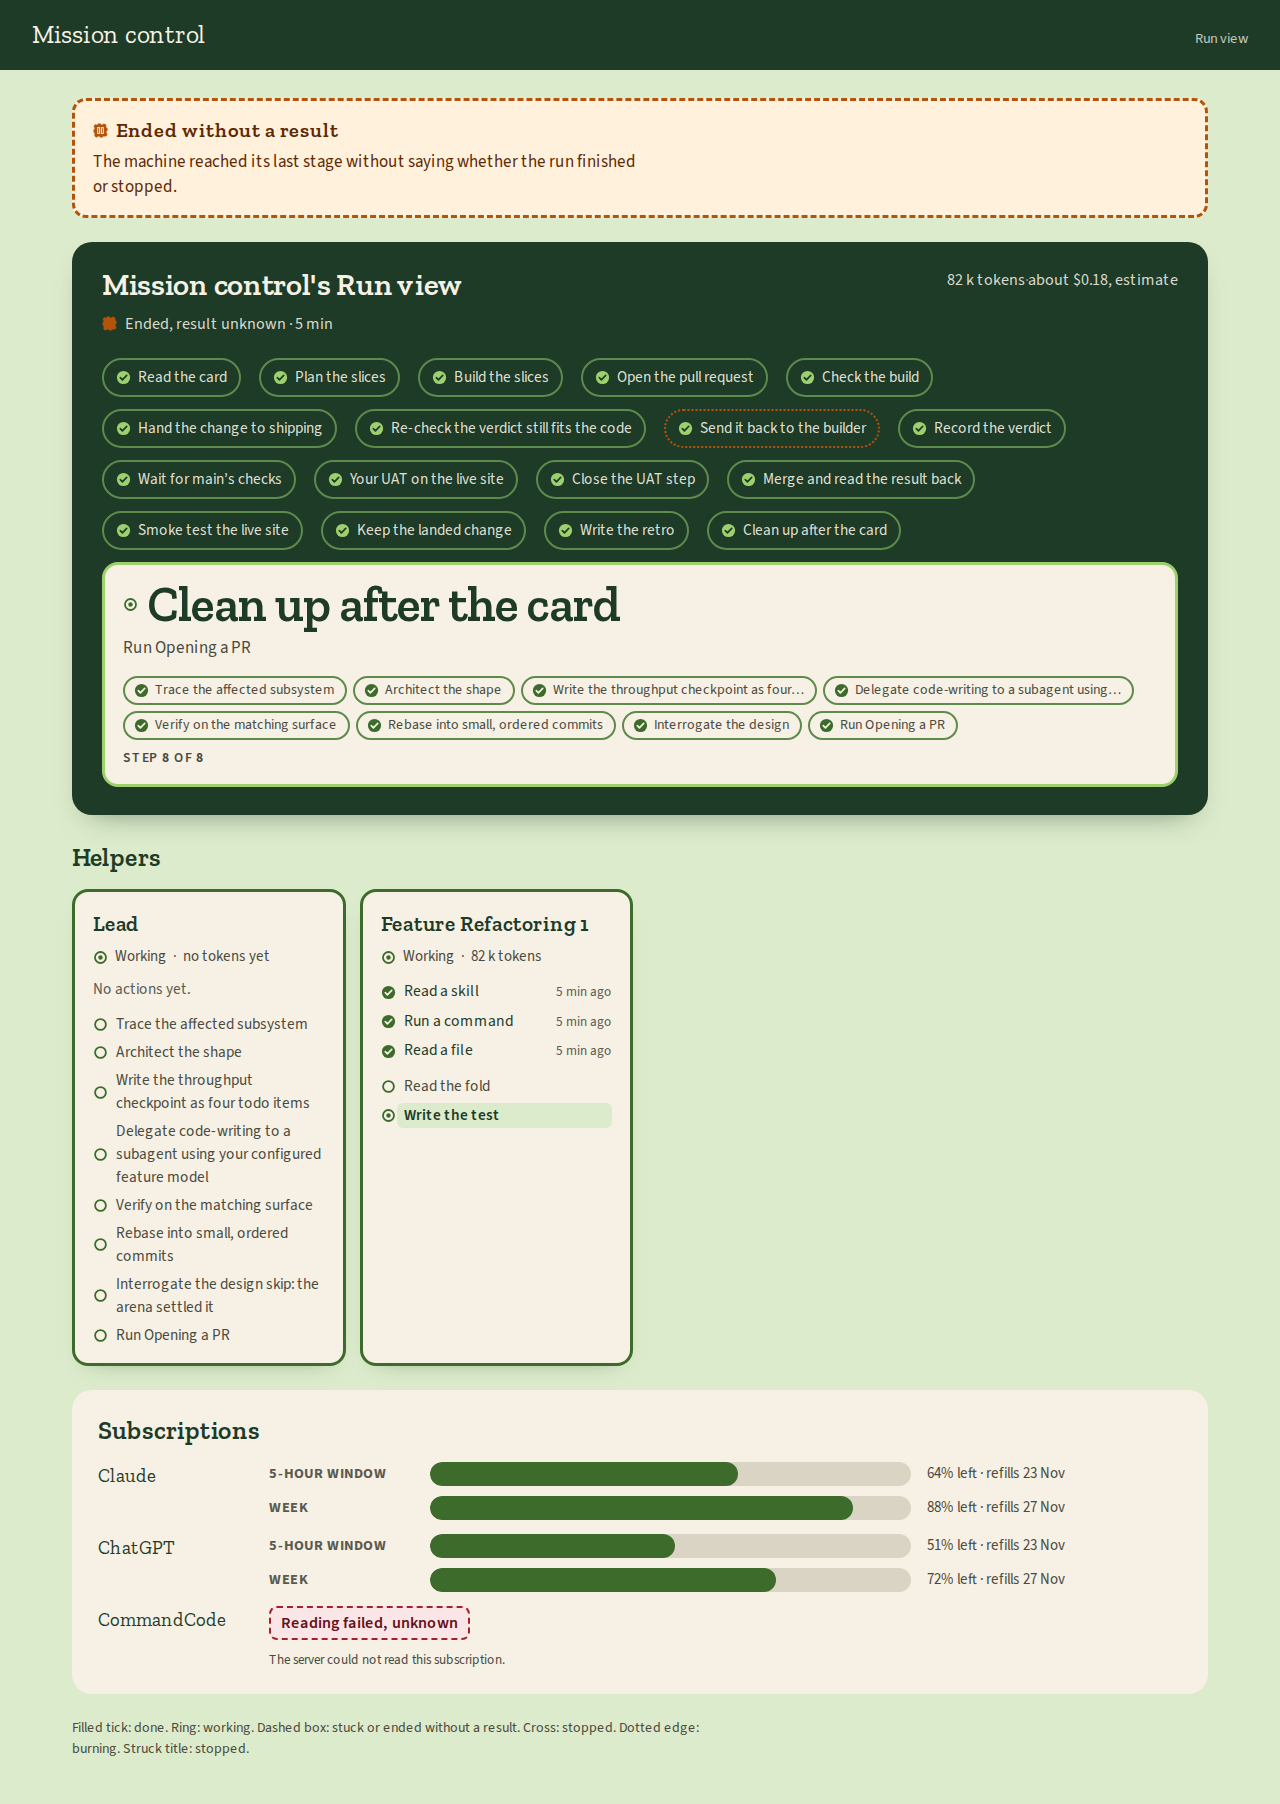 Mission control
Run view
Ended without a result
The machine reached its last stage without saying whether the run finished
or stopped.
Mission control's Run view
82 k tokens·about $0.18, estimate
Ended, result unknown · 5 min
Read the card
Plan the slices
Build the slices
Open the pull request
Check the build
Hand the change to shipping
Re-check the verdict still fits the code
Send it back to the builder
Record the verdict
Wait for main’s checks
Your UAT on the live site
Close the UAT step
Merge and read the result back
Smoke test the live site
Keep the landed change
Write the retro
Clean up after the card
Clean up after the card
Run Opening a PR
Trace the affected subsystem
Architect the shape
Write the throughput checkpoint as four…
Delegate code-writing to a subagent using…
Verify on the matching surface
Rebase into small, ordered commits
Interrogate the design
Run Opening a PR
STEP 8 OF 8
Helpers
Lead
Working · no tokens yet
No actions yet.
Trace the affected subsystem
Architect the shape
Write the throughput
checkpoint as four todo items
Delegate code-writing to a
subagent using your configured
feature model
Verify on the matching surface
Rebase into small, ordered
commits
Interrogate the design skip: the
arena settled it
Run Opening a PR
Feature Refactoring 1
Working · 82 k tokens
Read a skill
5 min ago
Run a command
5 min ago
Read a file
5 min ago
Read the fold
Write the test
Subscriptions
Claude
5-HOUR WINDOW
64% left · refills 23 Nov
WEEK
88% left · refills 27 Nov
ChatGPT
5-HOUR WINDOW
51% left · refills 23 Nov
WEEK
72% left · refills 27 Nov
CommandCode
Reading failed, unknown
The server could not read this subscription.
Filled tick: done. Ring: working. Dashed box: stuck or ended without a result. Cross: stopped. Dotted edge:
burning. Struck title: stopped.